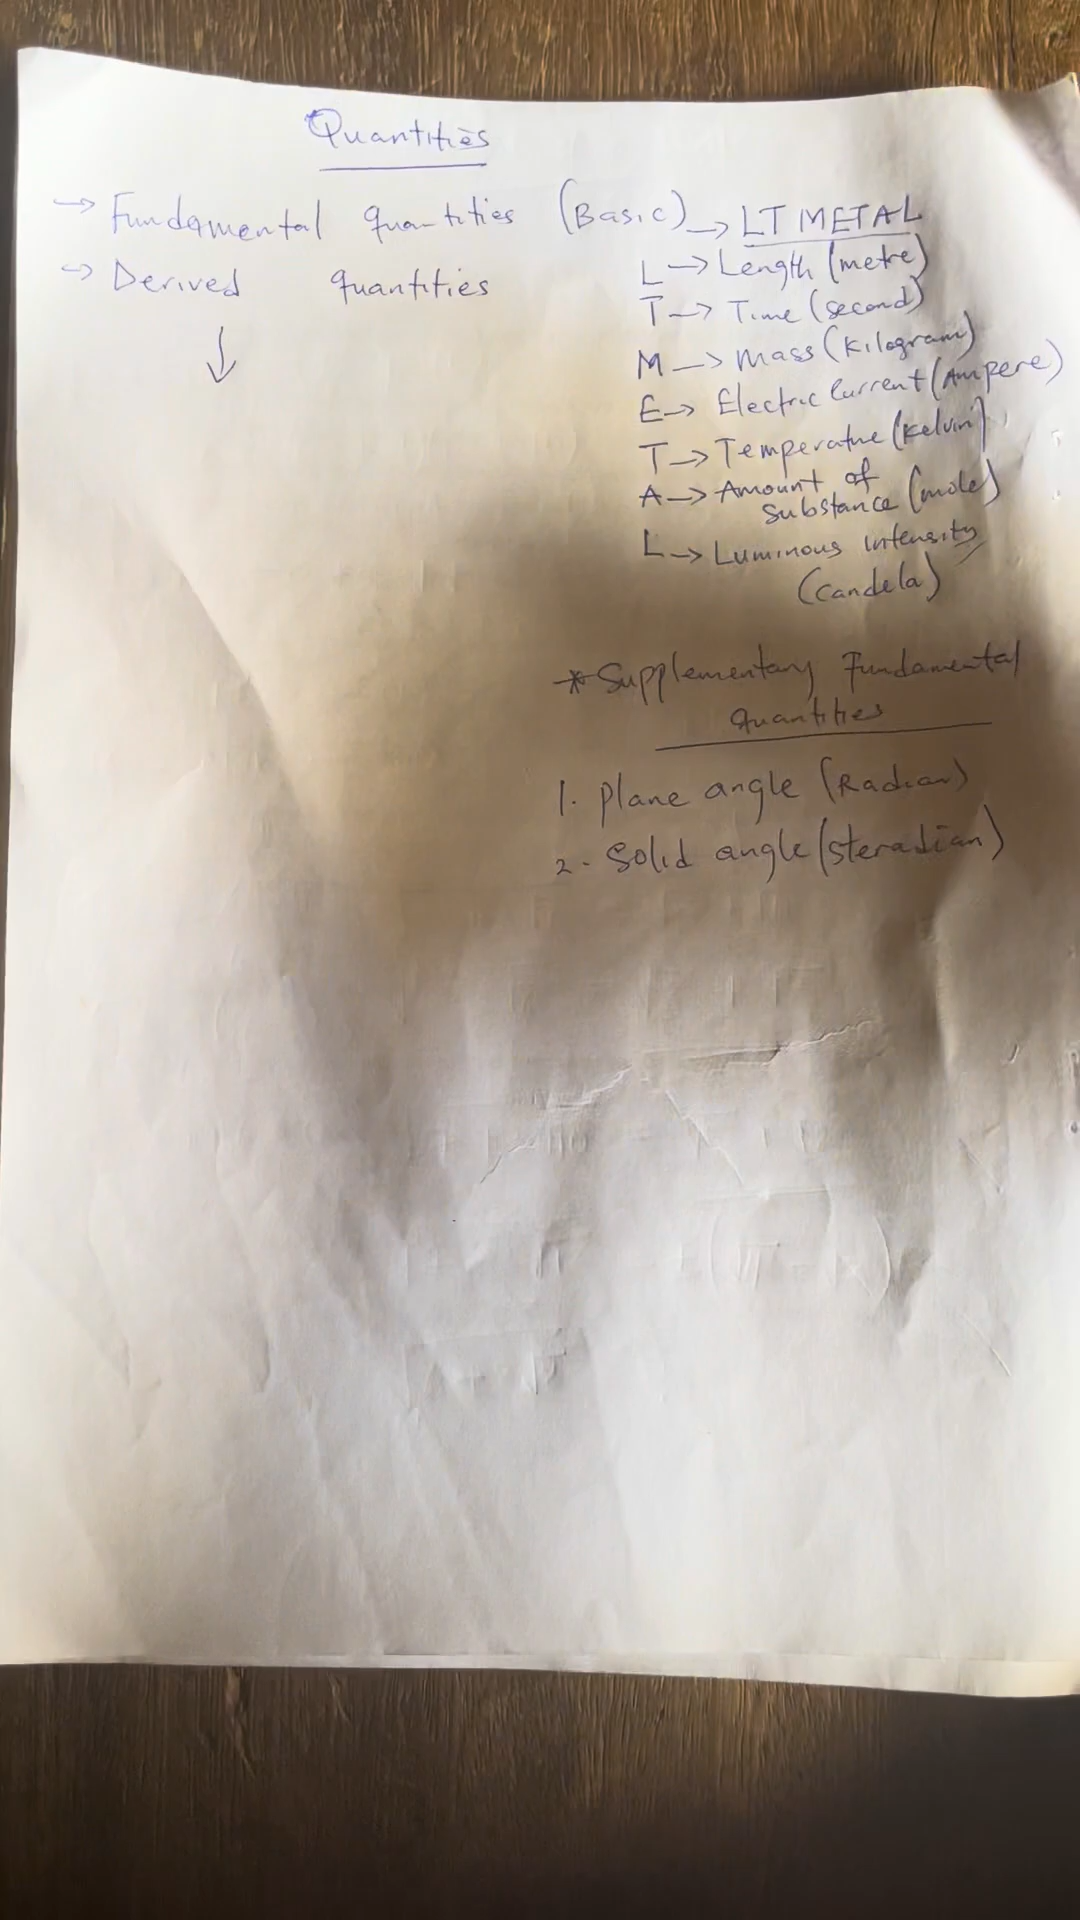 Quantities
→ Fundamental quantities (Basic) → LT METAL
L → Length (metre)
T → Time (second)
M → Mass (Kilogram)
E → Electric Current (Ampere)
T → Temperature (Kelvin)
A → Amount of
Substance (mole)
L → Luminous intensity
(Candela)
→ Derived quantities
↓
* Supplementary Fundamental
quantities
1. Plane angle (Radian)
2. Solid angle (steradian)